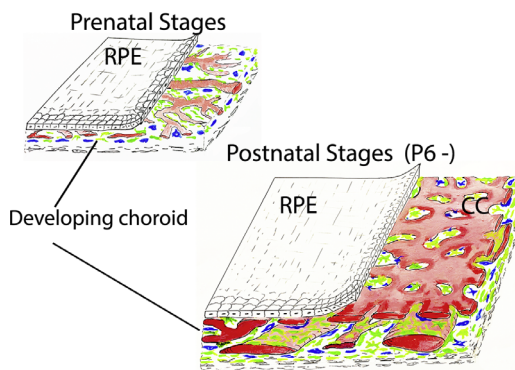 Prenatal Stages
RPE
Postnatal Stages (P6 -)
Developing choroid
RPE
CC